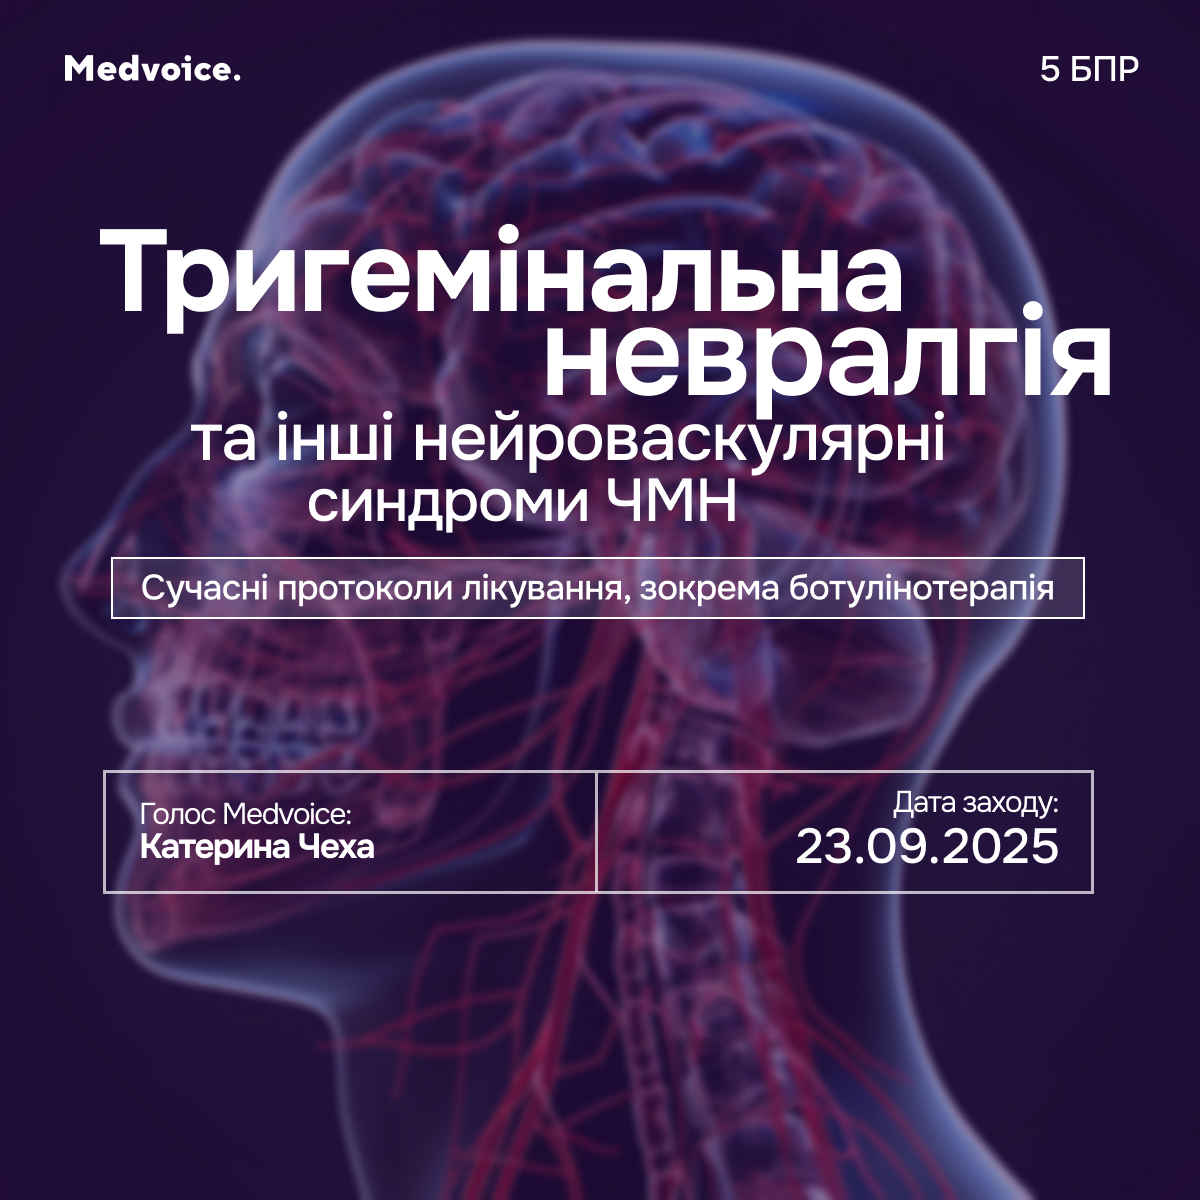 Medvoice.
5 БПР
Тригемінальна
невралгія
та інші нейроваскулярні
синдроми ЧМН
Сучасні протоколи лікування, зокрема ботулінотерапія
Голос Medvoice:
Катерина Чеха
Дата заходу:
23.09.2025